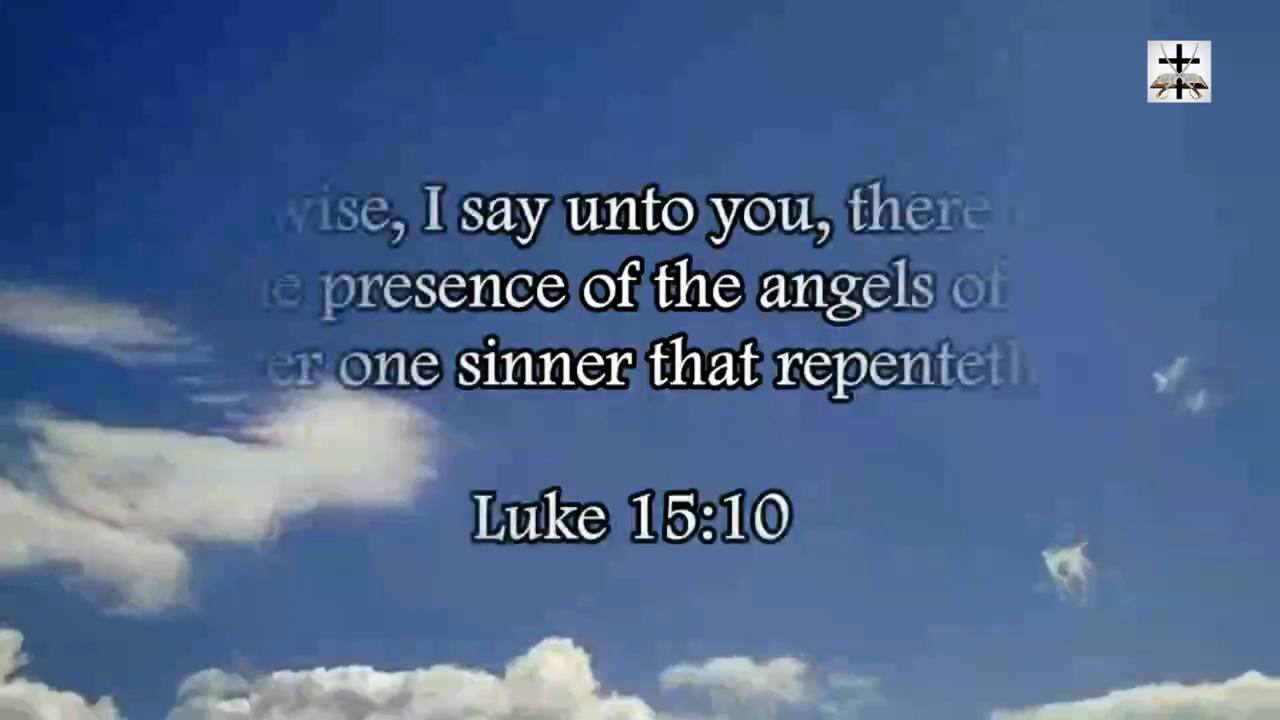 wise, I say unto you, there
presence of the angels of
one sinner that repenteth
Luke 15:10